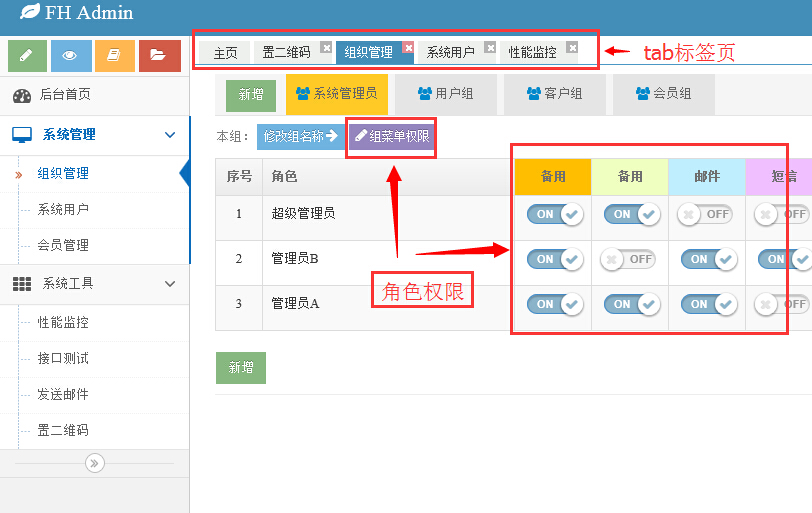 FH Admin
主页 置二维码 组织管理 系统用户 性能监控
tab标签页
新增 系统管理员 用户组 客户组 会员组
后台首页
系统管理
组织管理
系统用户
会员管理
系统工具
性能监控
接口测试
发送邮件
置二维码
本组： 修改组名称 组菜单权限
序号 角色 备用 备用 邮件 短信
1 超级管理员 ON ON OFF OFF
2 管理员B ON OFF ON ON
3 管理员A ON ON ON OFF
角色权限
新增